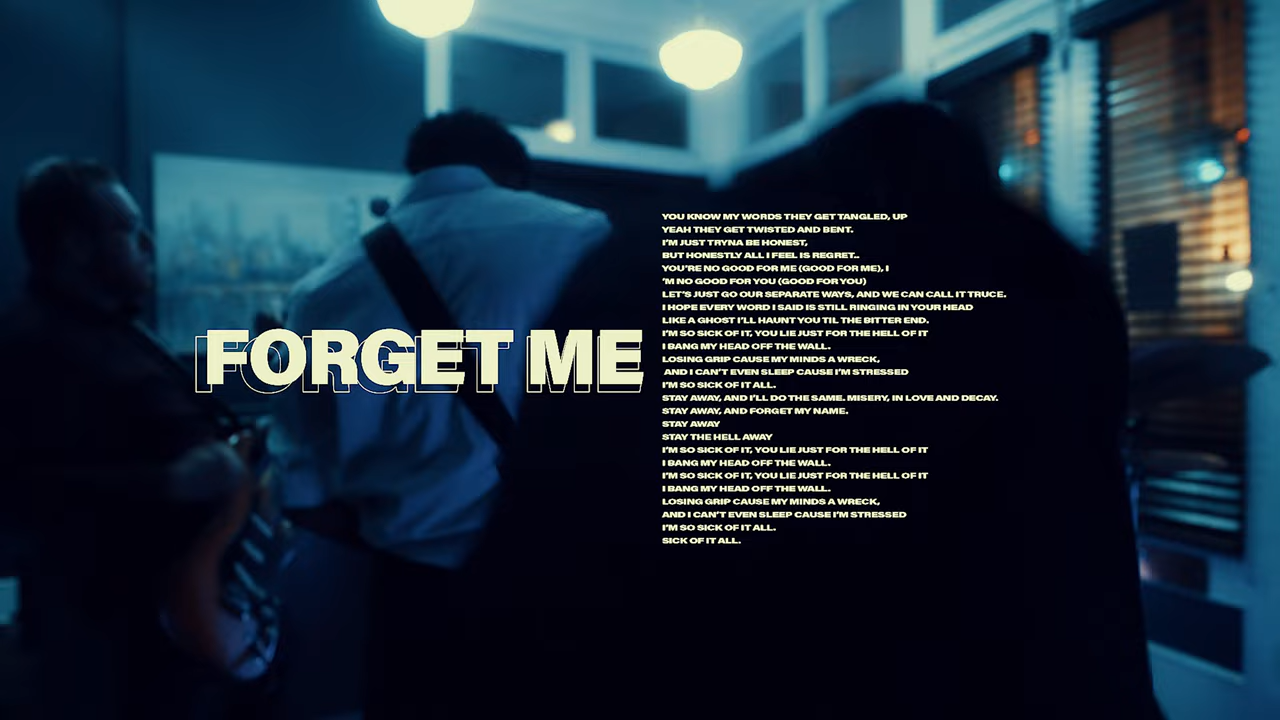 FORGET ME
YOU KNOW MY WORDS THEY GET TANGLED, UP
YEAH THEY GET TWISTED AND BENT.
I'M JUST TRYNA BE HONEST,
BUT HONESTLY ALL I FEEL IS REGRET..
YOU'RE NO GOOD FOR ME (GOOD FOR ME), I
'M NO GOOD FOR YOU (GOOD FOR YOU)
LET'S JUST GO OUR SEPARATE WAYS, AND WE CAN CALL IT TRUCE.
I HOPE EVERY WORD I SAID IS STILL RINGING IN YOUR HEAD
LIKE A GHOST I'LL HAUNT YOU TIL THE BITTER END.
I'M SO SICK OF IT, YOU LIE JUST FOR THE HELL OF IT
I BANG MY HEAD OFF THE WALL.
LOSING GRIP CAUSE MY MINDS A WRECK,
AND I CAN'T EVEN SLEEP CAUSE I'M STRESSED
I'M SO SICK OF IT ALL.
STAY AWAY, AND I'LL DO THE SAME. MISERY, IN LOVE AND DECAY.
STAY AWAY, AND FORGET MY NAME.
STAY AWAY
STAY THE HELL AWAY
I'M SO SICK OF IT, YOU LIE JUST FOR THE HELL OF IT
I BANG MY HEAD OFF THE WALL.
I'M SO SICK OF IT, YOU LIE JUST FOR THE HELL OF IT
I BANG MY HEAD OFF THE WALL.
LOSING GRIP CAUSE MY MINDS A WRECK,
AND I CAN'T EVEN SLEEP CAUSE I'M STRESSED
I'M SO SICK OF IT ALL.
SICK OF IT ALL.